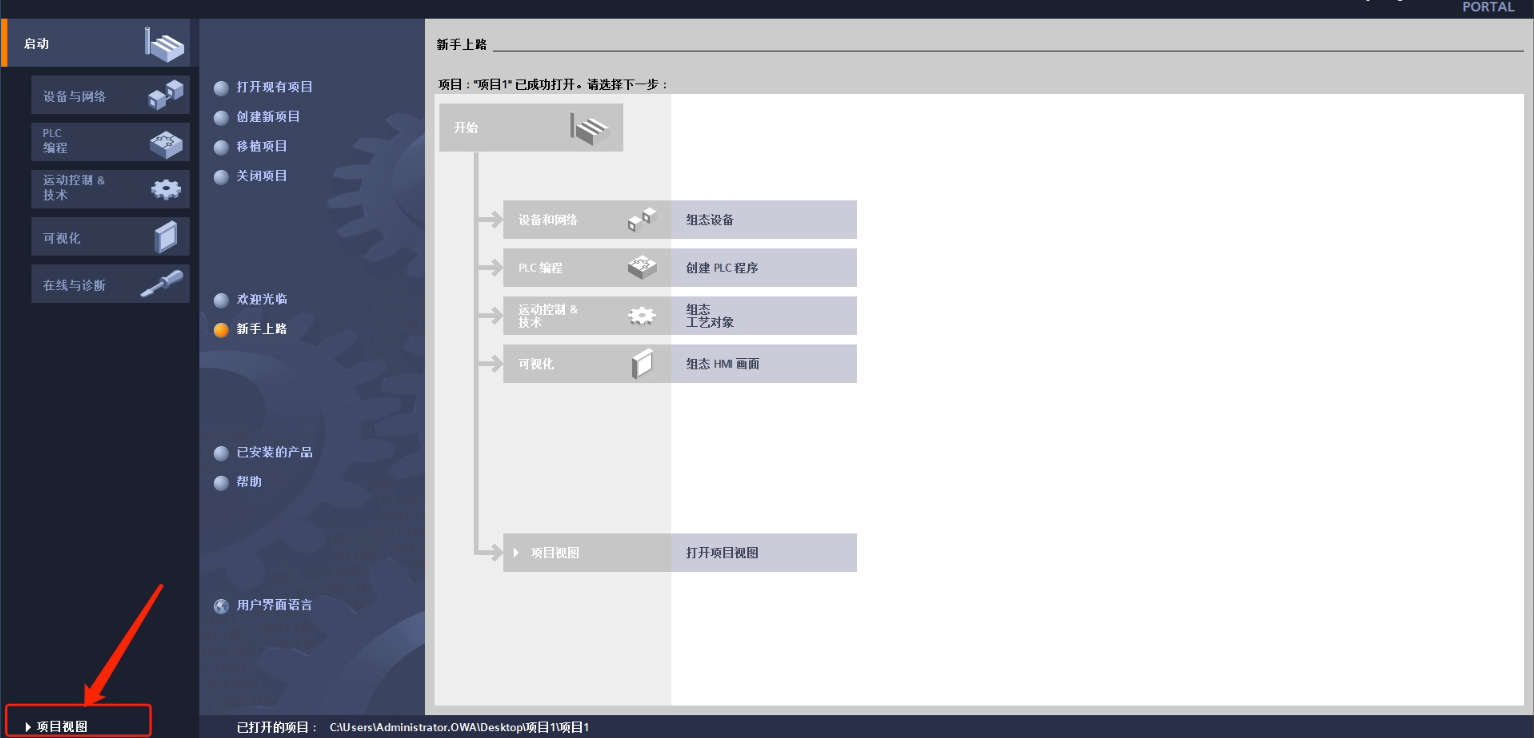 PORTAL
启动
设备与网络
PLC
编程
运动控制 &
技术
可视化
在线与诊断
打开现有项目
创建新项目
移植项目
关闭项目
欢迎光临
新手上路
已安装的产品
帮助
用户界面语言
新手上路
项目："项目1" 已成功打开。请选择下一步：
开始
设备和网络
组态设备
PLC 编程
创建 PLC 程序
运动控制 &
技术
组态
工艺对象
可视化
组态 HMI 画面
项目视图
打开项目视图
项目视图
已打开的项目： C:\Users\Administrator.OWA\Desktop\项目1\项目1